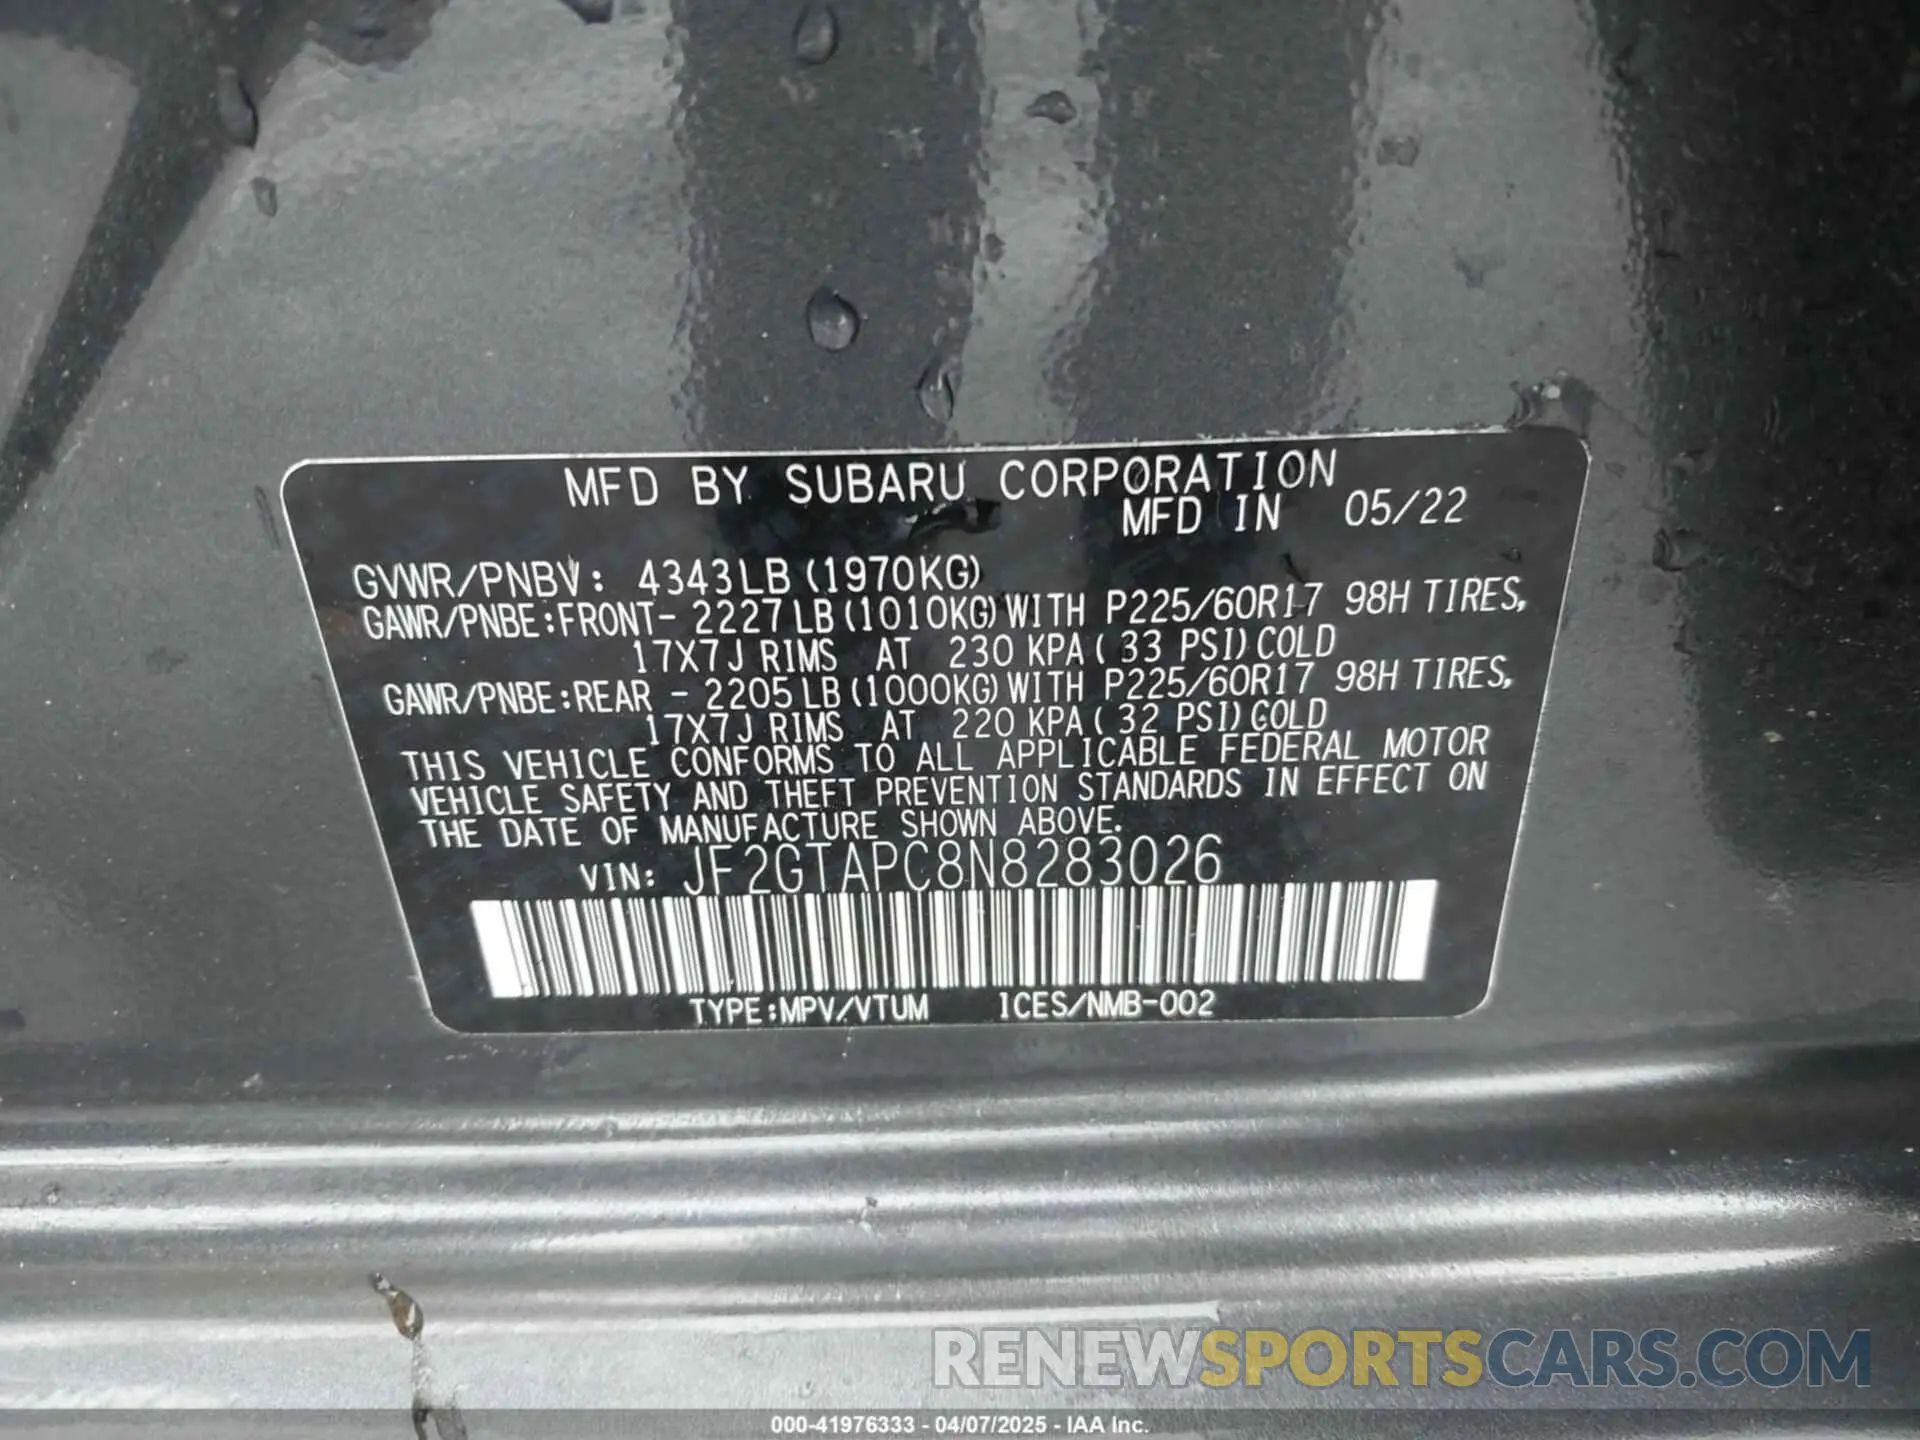 MFD BY SUBARU CORPORATION
MFD IN 05/22
GVWR/PNBV: 4343LB (1970KG)
GAWR/PNBE:FRONT- 2227LB (1010KG) WITH P225/60R17 98H TIRES,
17X7J RIMS AT 230 KPA ( 33 PSI) COLD
GAWR/PNBE:REAR - 2205LB (1000KG) WITH P225/60R17 98H TIRES,
17X7J RIMS AT 220 KPA ( 32 PSI) COLD
THIS VEHICLE CONFORMS TO ALL APPLICABLE FEDERAL MOTOR
VEHICLE SAFETY AND THEFT PREVENTION STANDARDS IN EFFECT ON
THE DATE OF MANUFACTURE SHOWN ABOVE.
VIN: JF2GTAPC8N8283026
TYPE:MPV/VTUM ICES/NMB-002
RENEWSPORTSCARS.COM
000-41976333 - 04/07/2025 - IAA Inc.